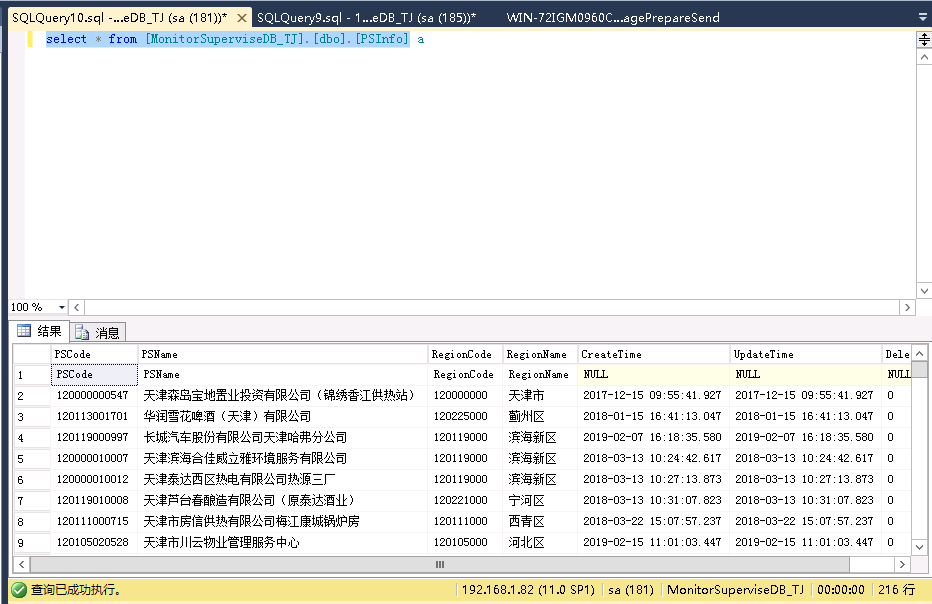 SQLQuery10.sql -...eDB_TJ (sa (181))* SQLQuery9.sql - 1...eDB_TJ (sa (185))* WIN-72IGM0960C...agePrepareSend
select * from [MonitorSuperviseDB_TJ].[dbo].[PSInfo] a
100 %
结果 消息
PSCode PSName RegionCode RegionName CreateTime UpdateTime Dele
1 PSCode PSName RegionCode RegionName NULL NULL NULL
2 120000000547 天津森岛宝地置业投资有限公司（锦绣香江供热站） 120000000 天津市 2017-12-15 09:55:41.927 2017-12-15 09:55:41.927 0
3 120113001701 华润雪花啤酒（天津）有限公司 120225000 蓟州区 2018-01-15 16:41:13.047 2018-01-15 16:41:13.047 0
4 120119000997 长城汽车股份有限公司天津哈弗分公司 120119000 滨海新区 2019-02-07 16:18:35.580 2019-02-07 16:18:35.580 0
5 120000010007 天津滨海合佳威立雅环境服务有限公司 120119000 滨海新区 2018-03-13 10:24:42.617 2018-03-13 10:24:42.617 0
6 120000010012 天津泰达西区热电有限公司热源三厂 120119000 滨海新区 2018-03-13 10:27:13.873 2018-03-13 10:27:13.873 0
7 120119010008 天津芦台春酿造有限公司（原泰达酒业） 120221000 宁河区 2018-03-13 10:31:07.823 2018-03-13 10:31:07.823 0
8 120111000715 天津市房信供热有限公司梅江康城锅炉房 120111000 西青区 2018-03-22 15:07:57.237 2018-03-22 15:07:57.237 0
9 120105020528 天津市川云物业管理服务中心 120105000 河北区 2019-02-15 11:01:03.447 2019-02-15 11:01:03.447 0
查询已成功执行。 192.168.1.82 (11.0 SP1) sa (181) MonitorSuperviseDB_TJ 00:00:00 216 行